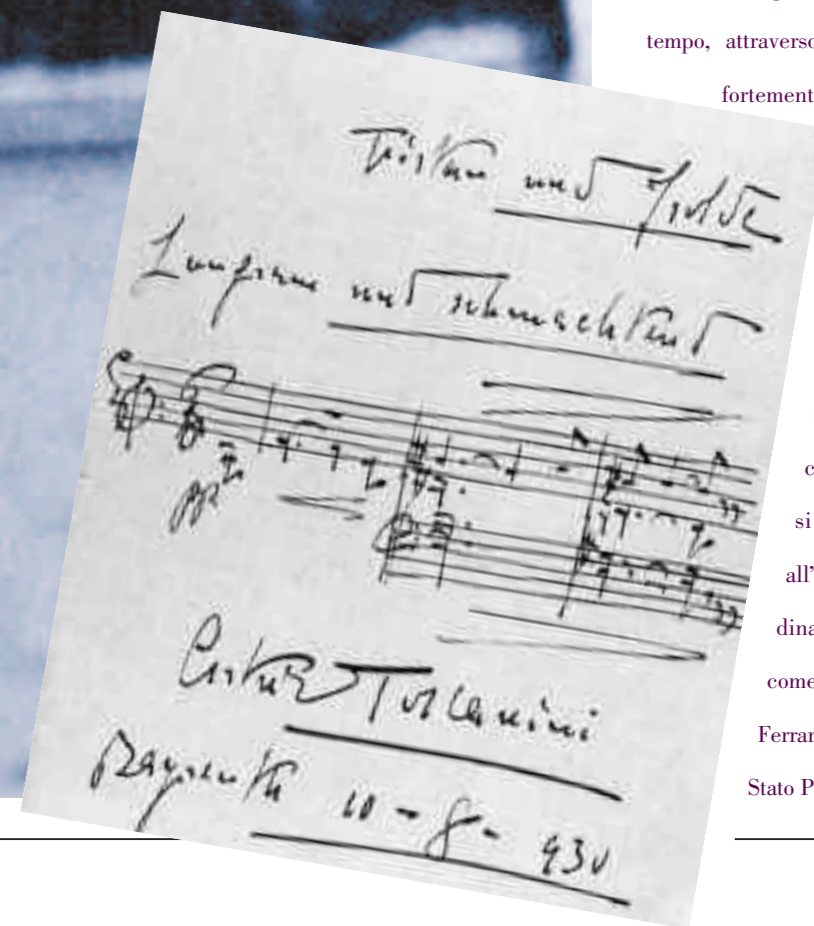 tempo, attraverso
fortement
Tristan und Isolde
Langsam und schmachtend
pp
c
si
all'
dina
come
Ferrar
Stato P
Arturo Toscanini
Bayreuth 10 - 8 - 930